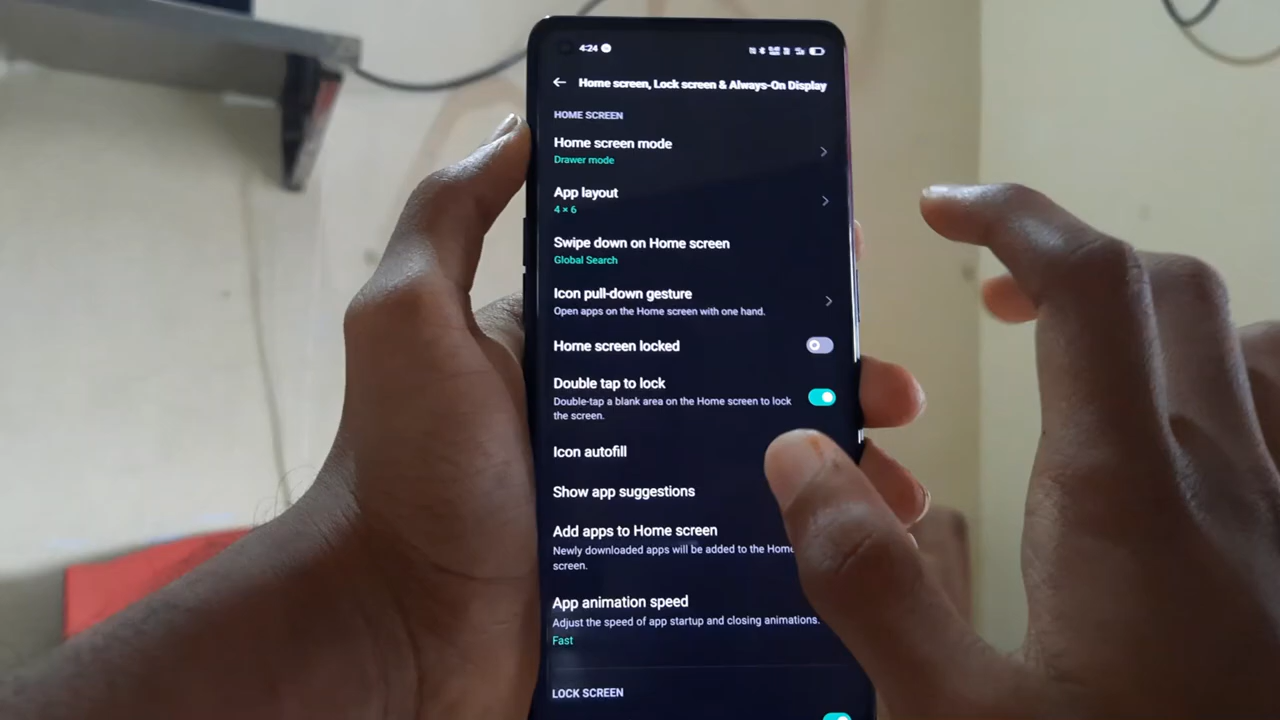 4:24
Home screen, Lock screen & Always-On Display
HOME SCREEN
Home screen mode
Drawer mode
App layout
4 × 6
Swipe down on Home screen
Global Search
Icon pull-down gesture
Open apps on the Home screen with one hand.
Home screen locked
Double tap to lock
Double-tap a blank area on the Home screen to lock
the screen.
Icon autofill
Show app suggestions
Add apps to Home screen
Newly downloaded apps will be added to the Home
screen.
App animation speed
Adjust the speed of app startup and closing animations.
Fast
LOCK SCREEN